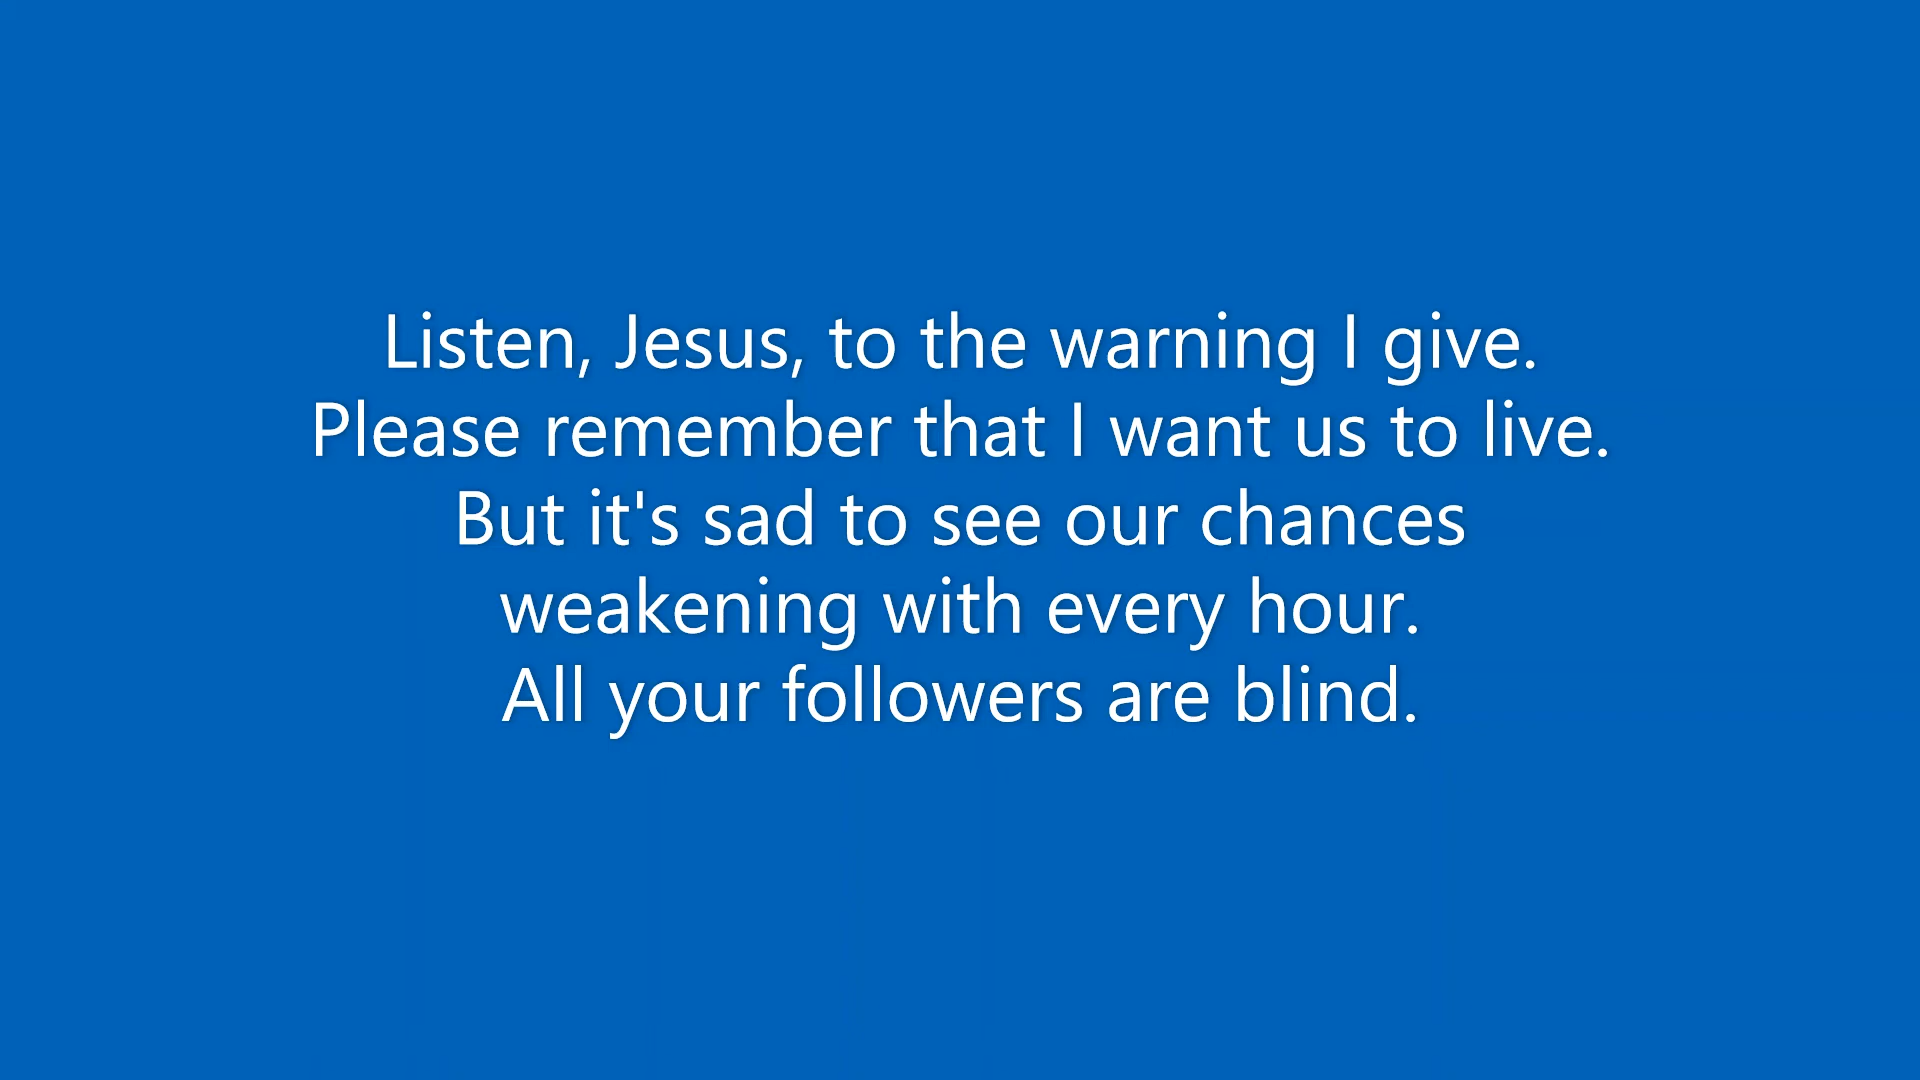 Listen, Jesus, to the warning I give.
Please remember that I want us to live.
But it's sad to see our chances
weakening with every hour.
All your followers are blind.